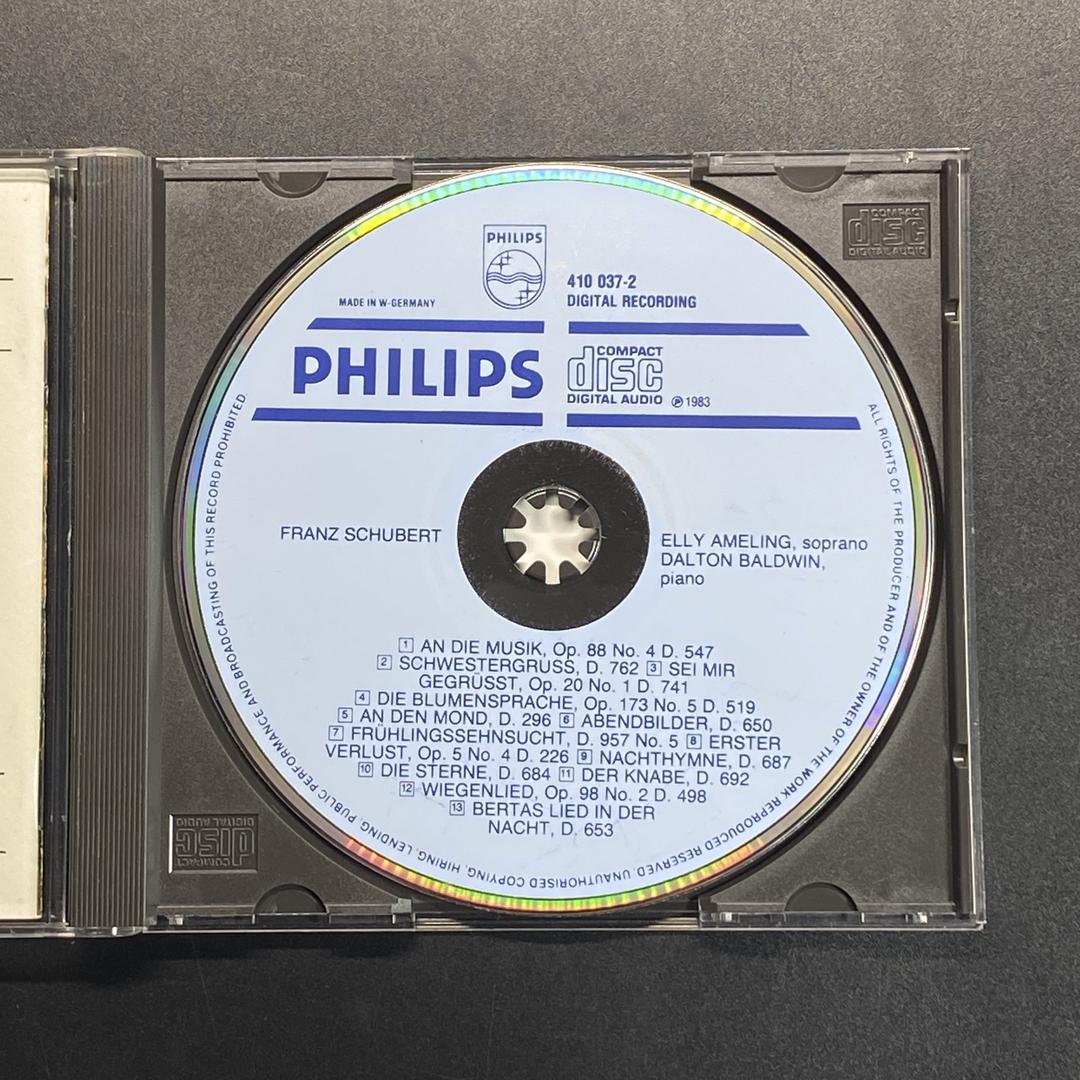 PHILIPS
410 037-2
MADE IN W-GERMANY
DIGITAL RECORDING
PHILIPS
COMPACT
disc
DIGITAL AUDIO
℗ 1983
FRANZ SCHUBERT
ELLY AMELING, soprano
DALTON BALDWIN,
piano
1 AN DIE MUSIK, Op. 88 No. 4 D. 547
2 SCHWESTERGRUSS, D. 762 3 SEI MIR
GEGRÜSST, Op. 20 No. 1 D. 741
4 DIE BLUMENSPRACHE, Op. 173 No. 5 D. 519
5 AN DEN MOND, D. 296 6 ABENDBILDER, D. 650
7 FRÜHLINGSSEHNSUCHT, D. 957 No. 5 8 ERSTER
VERLUST, Op. 5 No. 4 D. 226 9 NACHTHYMNE, D. 687
10 DIE STERNE, D. 684 11 DER KNABE, D. 692
12 WIEGENLIED, Op. 98 No. 2 D. 498
13 BERTAS LIED IN DER
NACHT, D. 653
ALL RIGHTS OF THE PRODUCER AND OF THE OWNER OF THE WORK REPRODUCED RESERVED. UNAUTHORISED COPYING, HIRING, LENDING, PUBLIC PERFORMANCE AND BROADCASTING OF THIS RECORD PROHIBITED
COMPACT
disc
DIGITAL AUDIO
COMPACT
disc
DIGITAL AUDIO